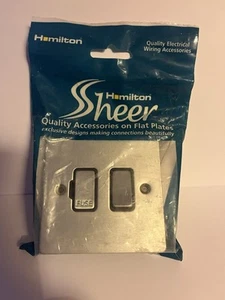 Hamilton
Quality Electrical
Wiring Accessories
Hamilton
Sheer
Quality Accessories on Flat Plates
exclusive designs making connections beautifully
FUSE